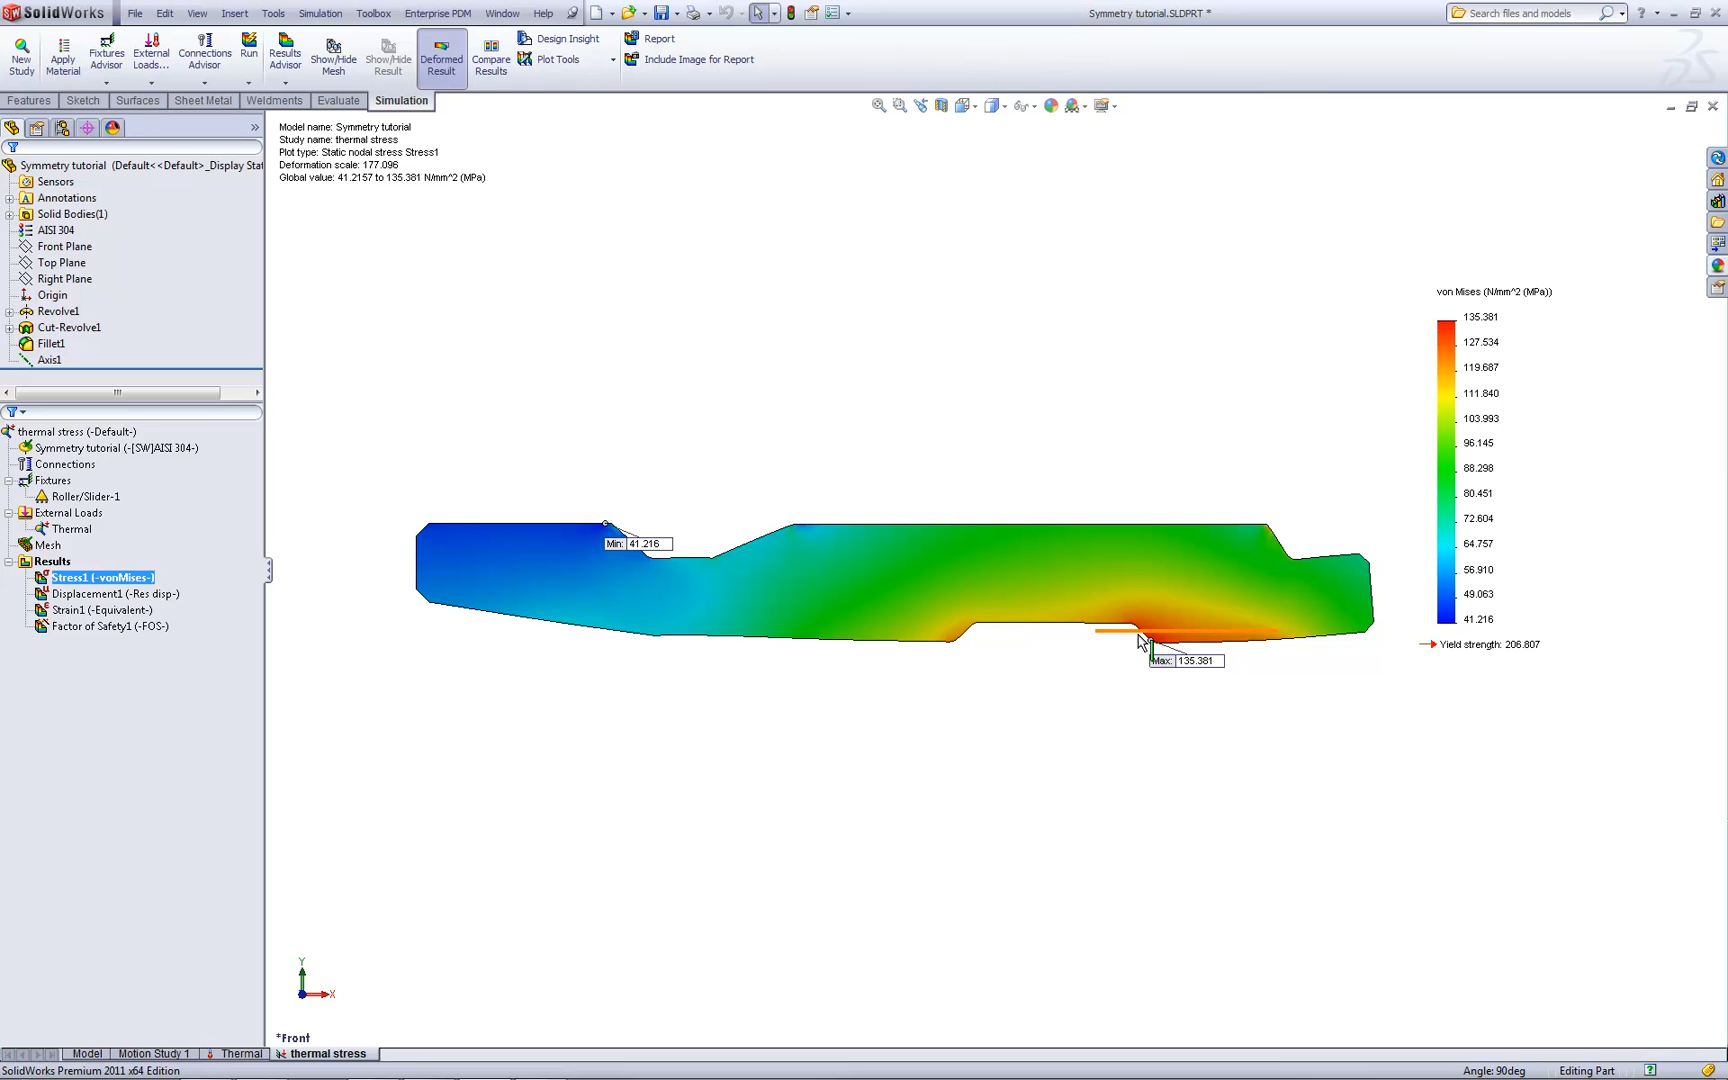 SolidWorks File Edit View Insert Tools Simulation Toolbox Enterprise PDM Window Help Symmetry tutorial.SLDPRT * Search files and models
New Study
Apply Material
Fixtures Advisor
External Loads...
Connections Advisor
Run
Results Advisor
Show/Hide Mesh
Show/Hide Result
Deformed Result
Compare Results
Design Insight
Plot Tools
Report
Include Image for Report
Features Sketch Surfaces Sheet Metal Weldments Evaluate Simulation
Symmetry tutorial (Default<<Default>_Display Stat
Sensors
Annotations
Solid Bodies(1)
AISI 304
Front Plane
Top Plane
Right Plane
Origin
Revolve1
Cut-Revolve1
Fillet1
Axis1
thermal stress (-Default-)
Symmetry tutorial (-[SW]AISI 304-)
Connections
Fixtures
Roller/Slider-1
External Loads
Thermal
Mesh
Results
Stress1 (-vonMises-)
Displacement1 (-Res disp-)
Strain1 (-Equivalent-)
Factor of Safety1 (-FOS-)
Model name: Symmetry tutorial
Study name: thermal stress
Plot type: Static nodal stress Stress1
Deformation scale: 177.096
Global value: 41.2157 to 135.381 N/mm^2 (MPa)
von Mises (N/mm^2 (MPa))
135.381
127.534
119.687
111.840
103.993
96.145
88.298
80.451
72.604
64.757
56.910
49.063
41.216
Yield strength: 206.807
Min: 41.216
Max: 135.381
Y
X
*Front
Model Motion Study 1 Thermal thermal stress
SolidWorks Premium 2011 x64 Edition Angle: 90deg Editing Part